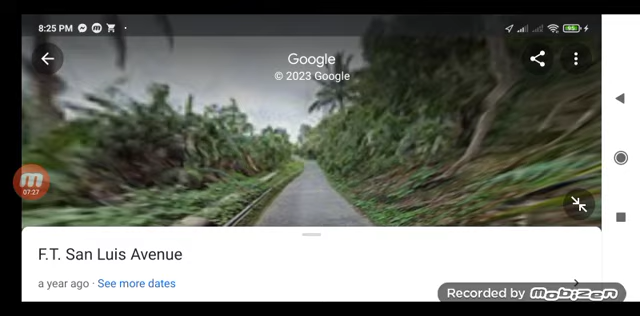 8:25 PM
95
Google
© 2023 Google
07:27
F.T. San Luis Avenue
a year ago · See more dates
Recorded by mobizen